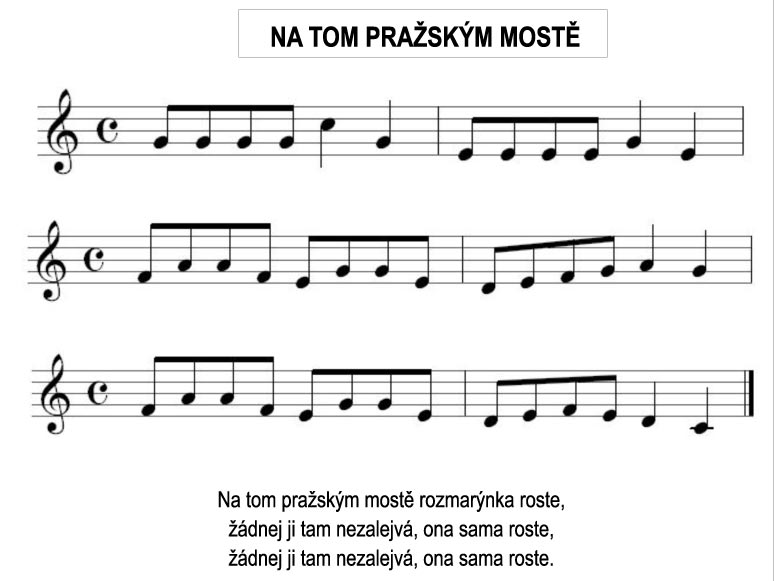 NA TOM PRAŽSKÝM MOSTĚ
Na tom pražským mostě rozmarýnka roste,
žádnej ji tam nezalejvá, ona sama roste,
žádnej ji tam nezalejvá, ona sama roste.